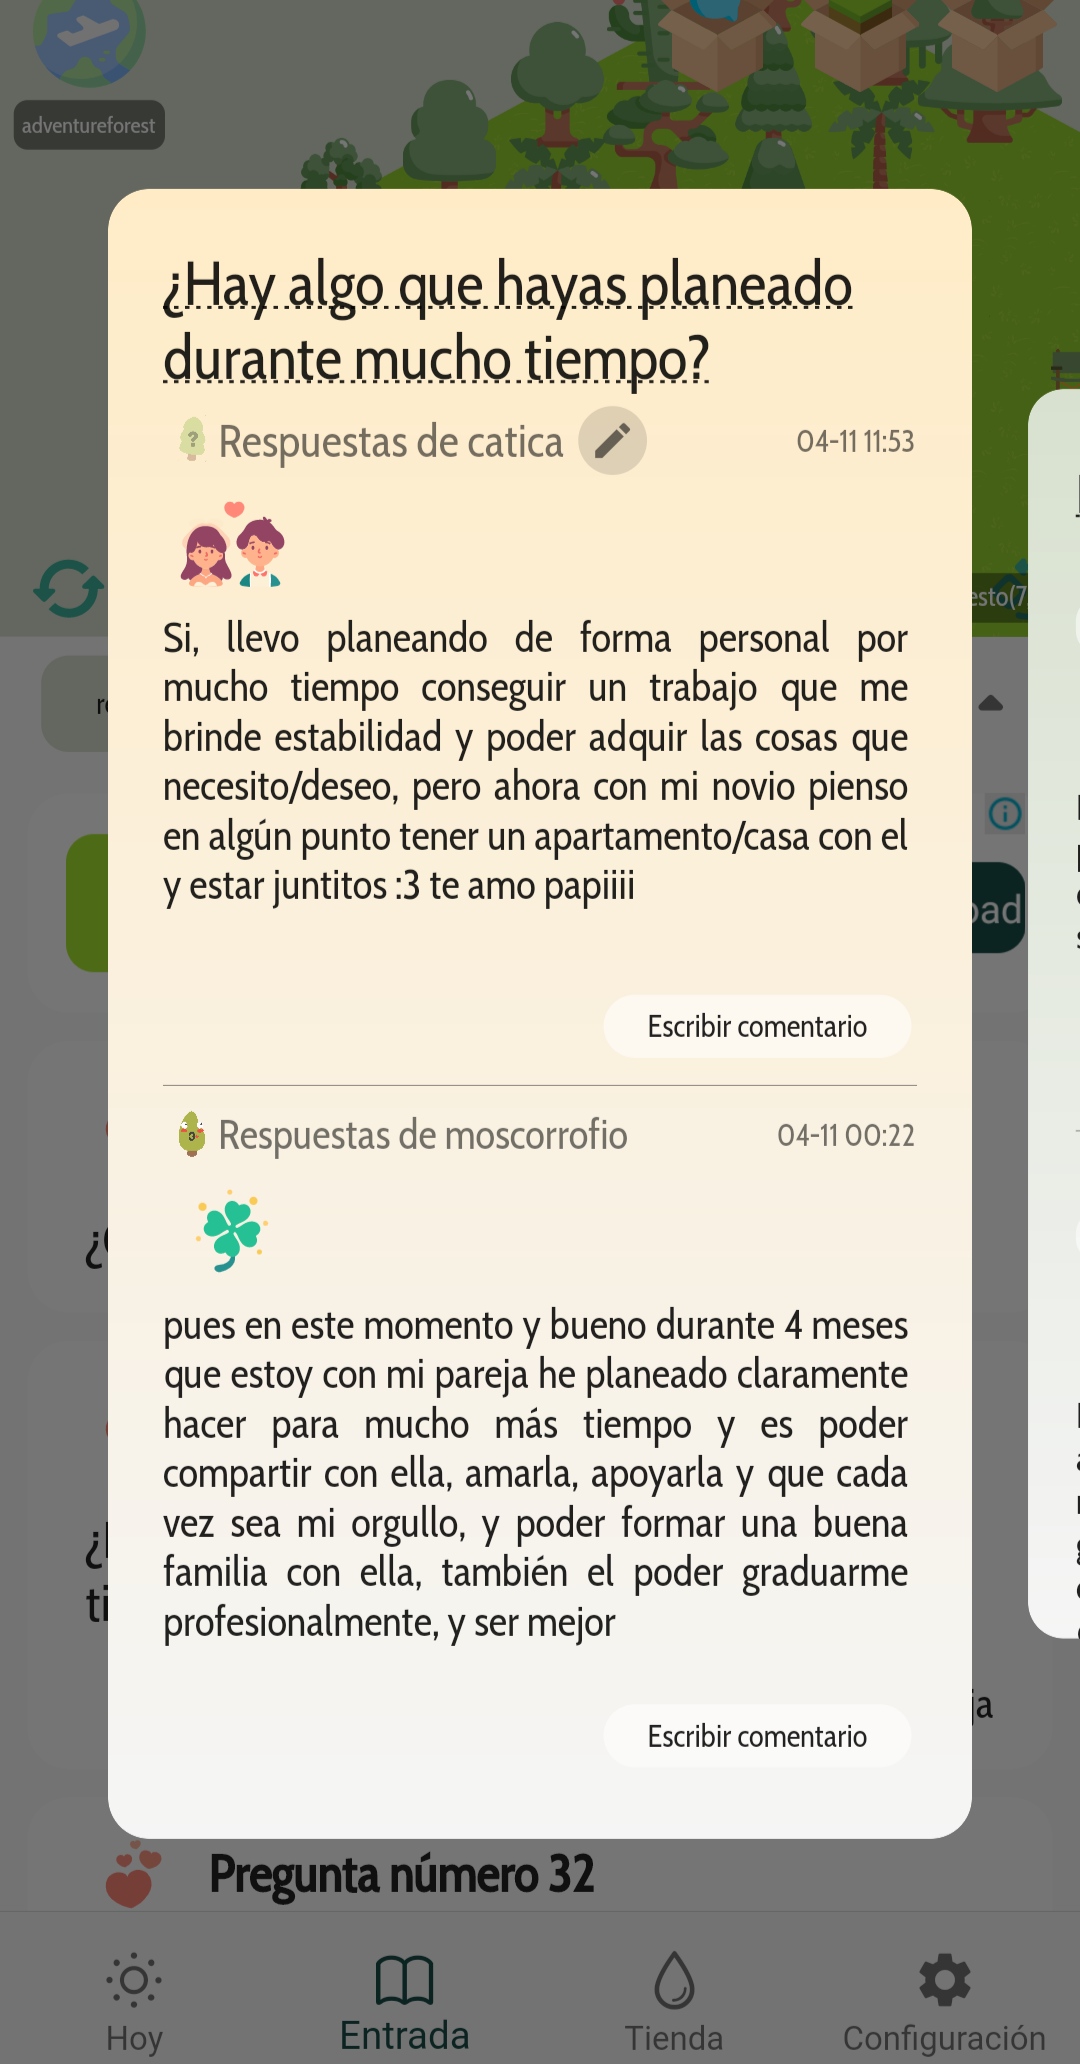 adventureforest
¿Hay algo que hayas planeado
durante mucho tiempo?
Respuestas de catica
04-11 11:53
Si, llevo planeando de forma personal por
mucho tiempo conseguir un trabajo que me
brinde estabilidad y poder adquir las cosas que
necesito/deseo, pero ahora con mi novio pienso
en algún punto tener un apartamento/casa con el
y estar juntitos :3 te amo papiiii
Escribir comentario
Respuestas de moscorrofio
04-11 00:22
pues en este momento y bueno durante 4 meses
que estoy con mi pareja he planeado claramente
hacer para mucho más tiempo y es poder
compartir con ella, amarla, apoyarla y que cada
vez sea mi orgullo, y poder formar una buena
familia con ella, también el poder graduarme
profesionalmente, y ser mejor
Escribir comentario
Pregunta número 32
Hoy
Entrada
Tienda
Configuración